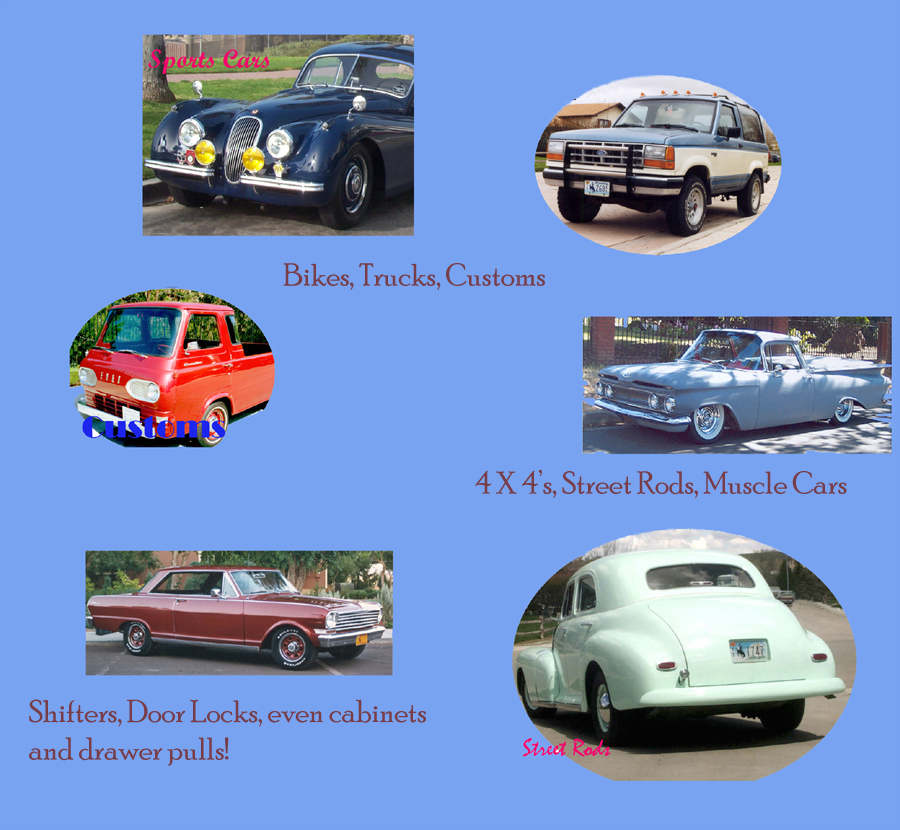 Sports Cars
Bikes, Trucks, Customs
FORD
Customs
4 X 4's, Street Rods, Muscle Cars
Shifters, Door Locks, even cabinets
and drawer pulls!
Street Rods